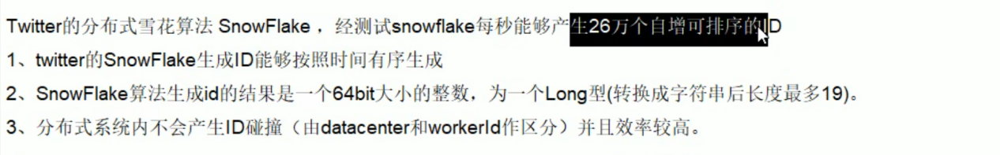 Twitter的分布式雪花算法 SnowFlake ，经测试snowflake每秒能够产生26万个自增可排序的ID
1、twitter的SnowFlake生成ID能够按照时间有序生成
2、SnowFlake算法生成id的结果是一个64bit大小的整数，为一个Long型(转换成字符串后长度最多19)。
3、分布式系统内不会产生ID碰撞（由datacenter和workerId作区分）并且效率较高。